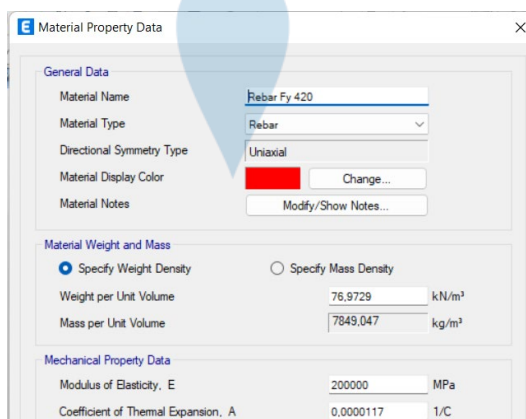 E Material Property Data
General Data
Material Name Rebar Fy 420
Material Type Rebar
Directional Symmetry Type Uniaxial
Material Display Color Change...
Material Notes Modify/Show Notes...
Material Weight and Mass
Specify Weight Density Specify Mass Density
Weight per Unit Volume 76,9729 kN/m³
Mass per Unit Volume 7849,047 kg/m³
Mechanical Property Data
Modulus of Elasticity, E 200000 MPa
Coefficient of Thermal Expansion, A 0,0000117 1/C